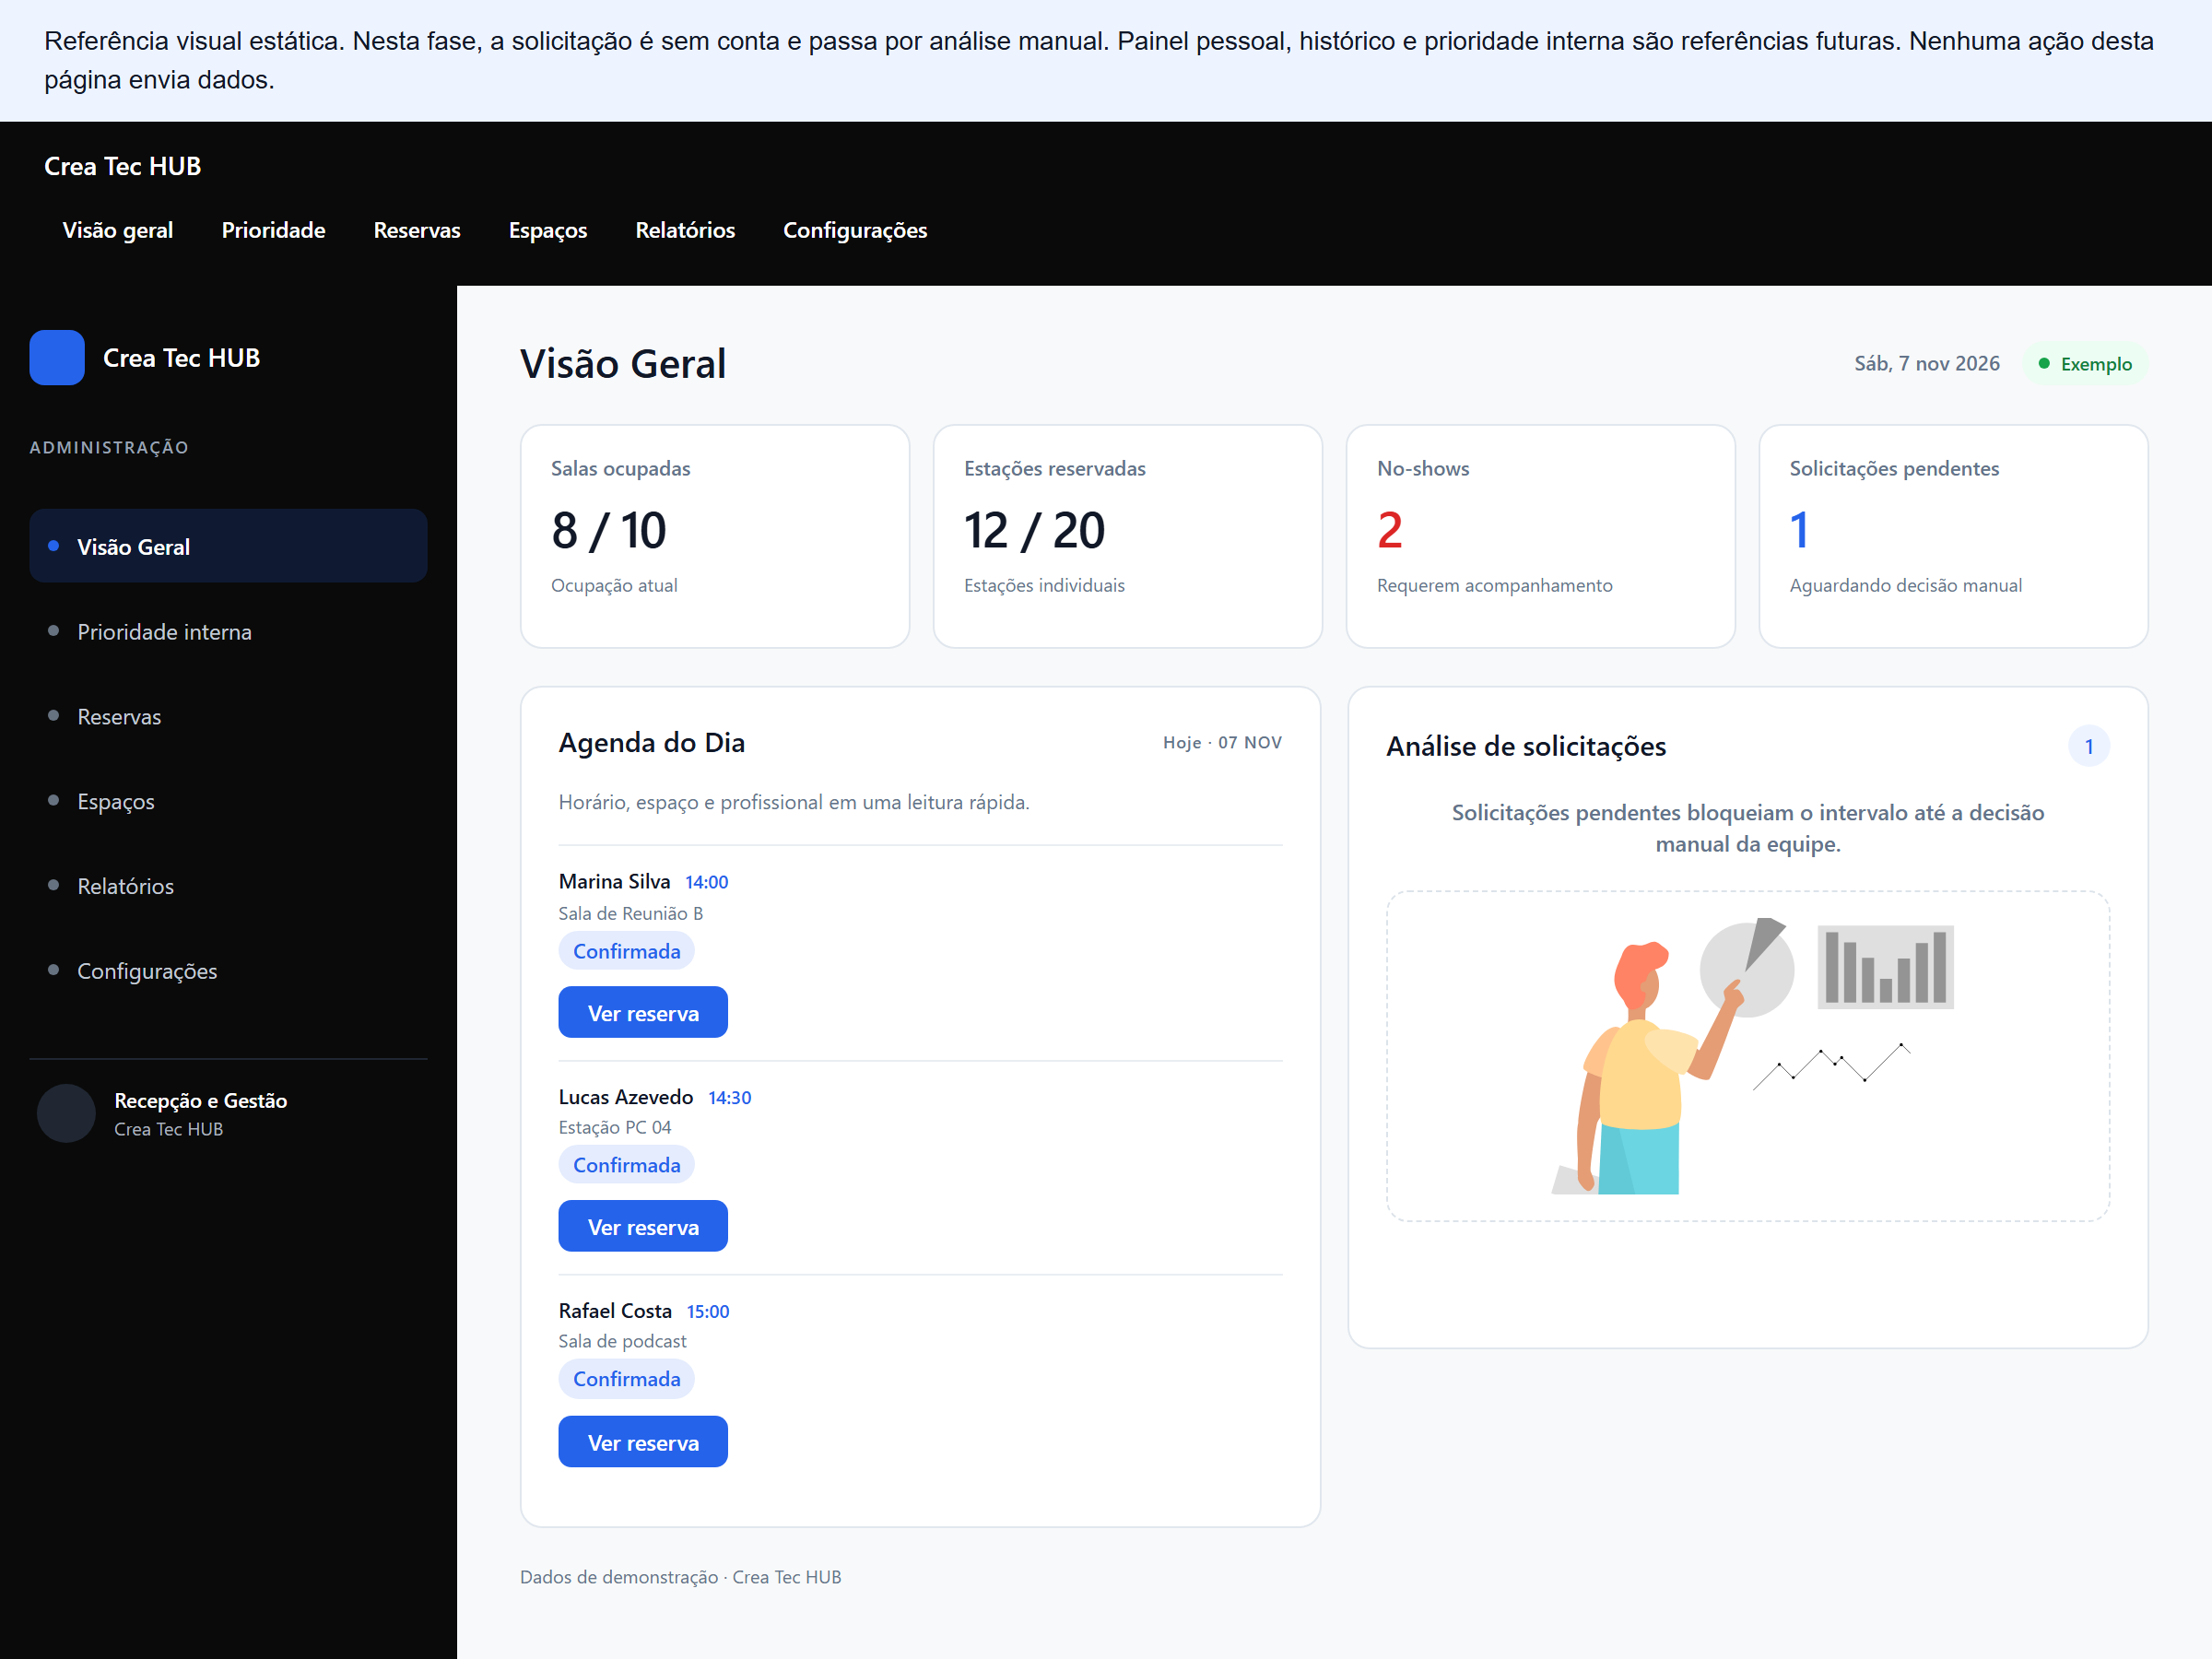 Referência visual estática. Nesta fase, a solicitação é sem conta e passa por análise manual. Painel pessoal, histórico e prioridade interna são referências futuras. Nenhuma ação desta
página envia dados.
Crea Tec HUB
Visão geral Prioridade Reservas Espaços Relatórios Configurações
Crea Tec HUB
ADMINISTRAÇÃO
Visão Geral
Prioridade interna
Reservas
Espaços
Relatórios
Configurações
Recepção e Gestão
Crea Tec HUB
Visão Geral
Sáb, 7 nov 2026
Exemplo
Salas ocupadas
8 / 10
Ocupação atual
Estações reservadas
12 / 20
Estações individuais
No-shows
2
Requerem acompanhamento
Solicitações pendentes
1
Aguardando decisão manual
Agenda do Dia
Hoje · 07 NOV
Horário, espaço e profissional em uma leitura rápida.
Marina Silva 14:00
Sala de Reunião B
Confirmada
Ver reserva
Lucas Azevedo 14:30
Estação PC 04
Confirmada
Ver reserva
Rafael Costa 15:00
Sala de podcast
Confirmada
Ver reserva
Análise de solicitações
1
Solicitações pendentes bloqueiam o intervalo até a decisão
manual da equipe.
Dados de demonstração · Crea Tec HUB